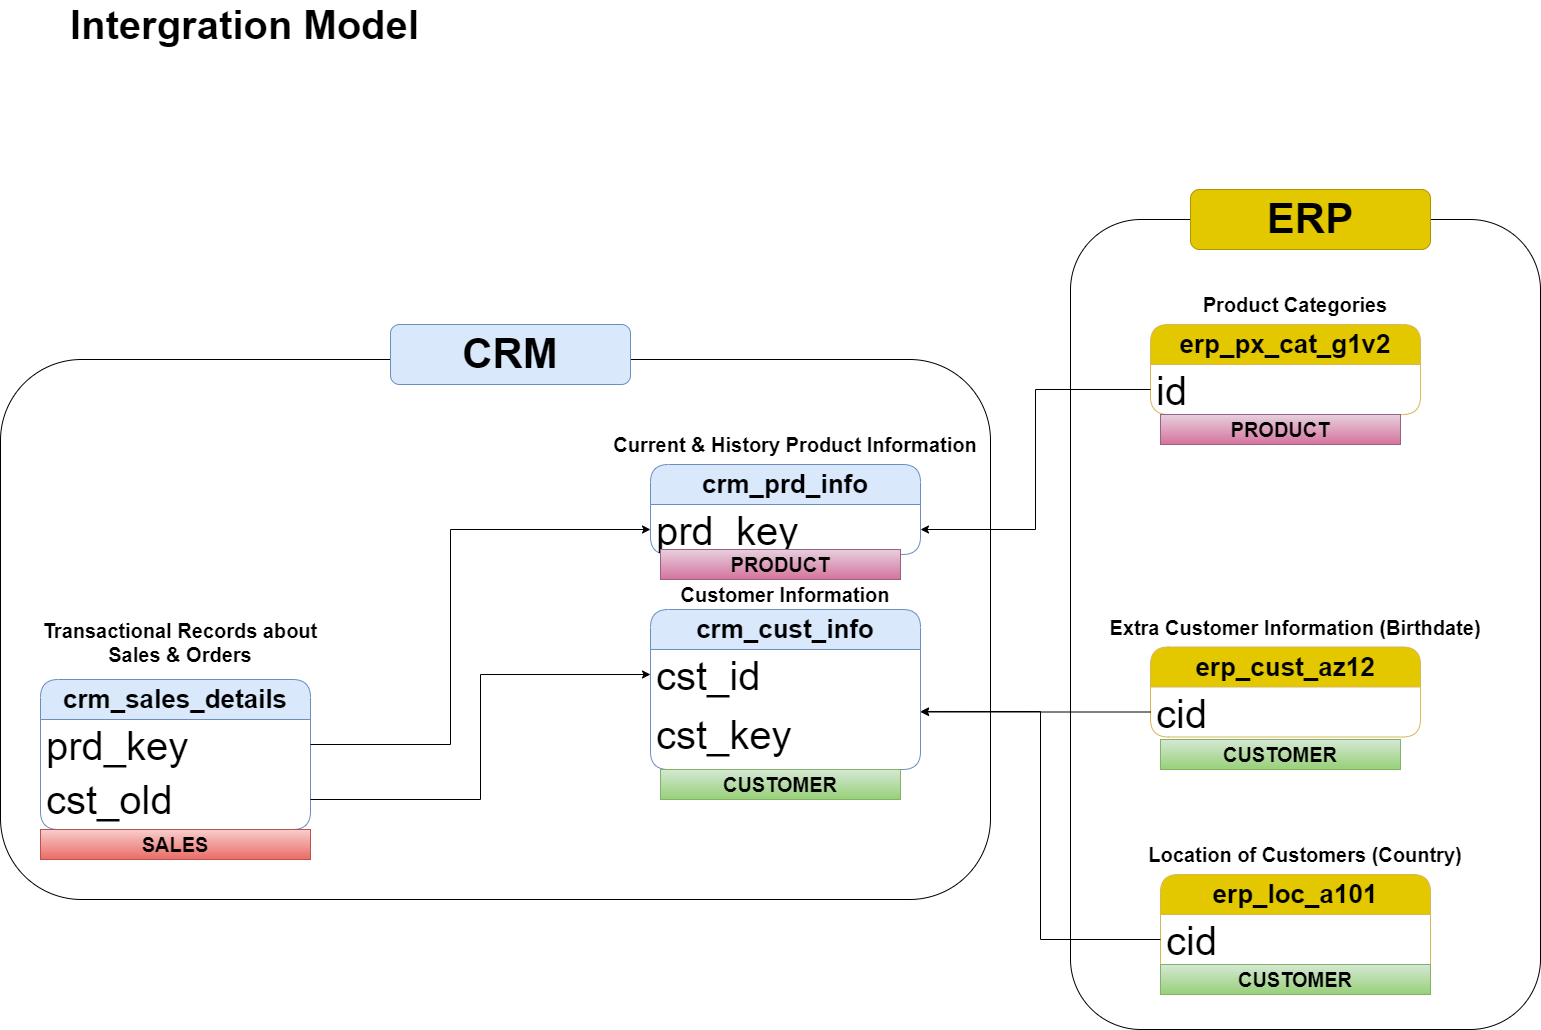 Intergration Model
CRM
Current & History Product Information
crm_prd_info
prd_key
PRODUCT
Customer Information
crm_cust_info
cst_id
cst_key
CUSTOMER
Transactional Records about
Sales & Orders
crm_sales_details
prd_key
cst_old
SALES
ERP
Product Categories
erp_px_cat_g1v2
id
PRODUCT
Extra Customer Information (Birthdate)
erp_cust_az12
cid
CUSTOMER
Location of Customers (Country)
erp_loc_a101
cid
CUSTOMER